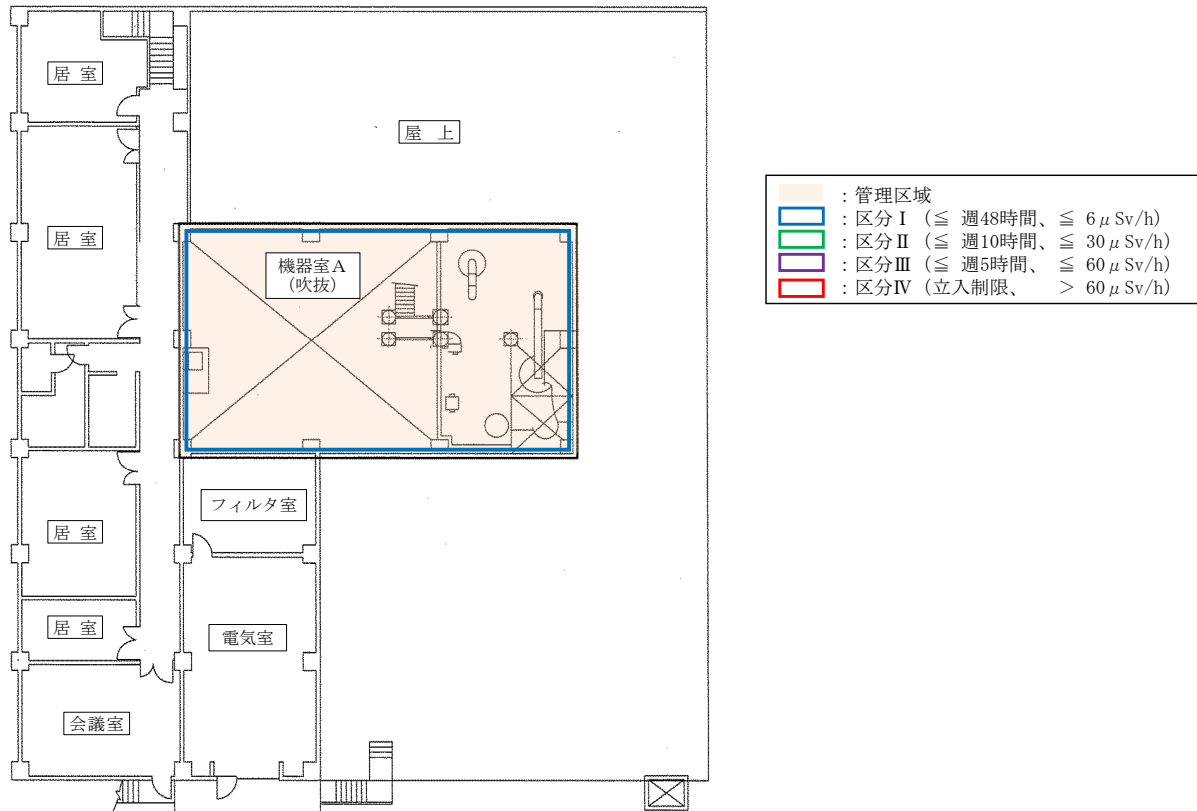 居 室
屋 上
居 室
機器室A
(吹抜)
フィルタ室
居 室
居 室
電気室
会議室
：管理区域
：区分Ⅰ（≦ 週48時間、≦ 6μSv/h）
：区分Ⅱ（≦ 週10時間、≦ 30μSv/h）
：区分Ⅲ（≦ 週5時間、 ≦ 60μSv/h）
：区分Ⅳ（立入制限、 ＞ 60μSv/h）